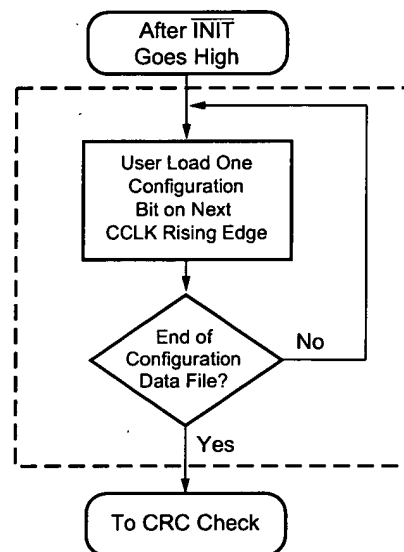 After I̅N̅I̅T̅
Goes High
User Load One
Configuration
Bit on Next
CCLK Rising Edge
End of
Configuration
Data File?
No
Yes
To CRC Check